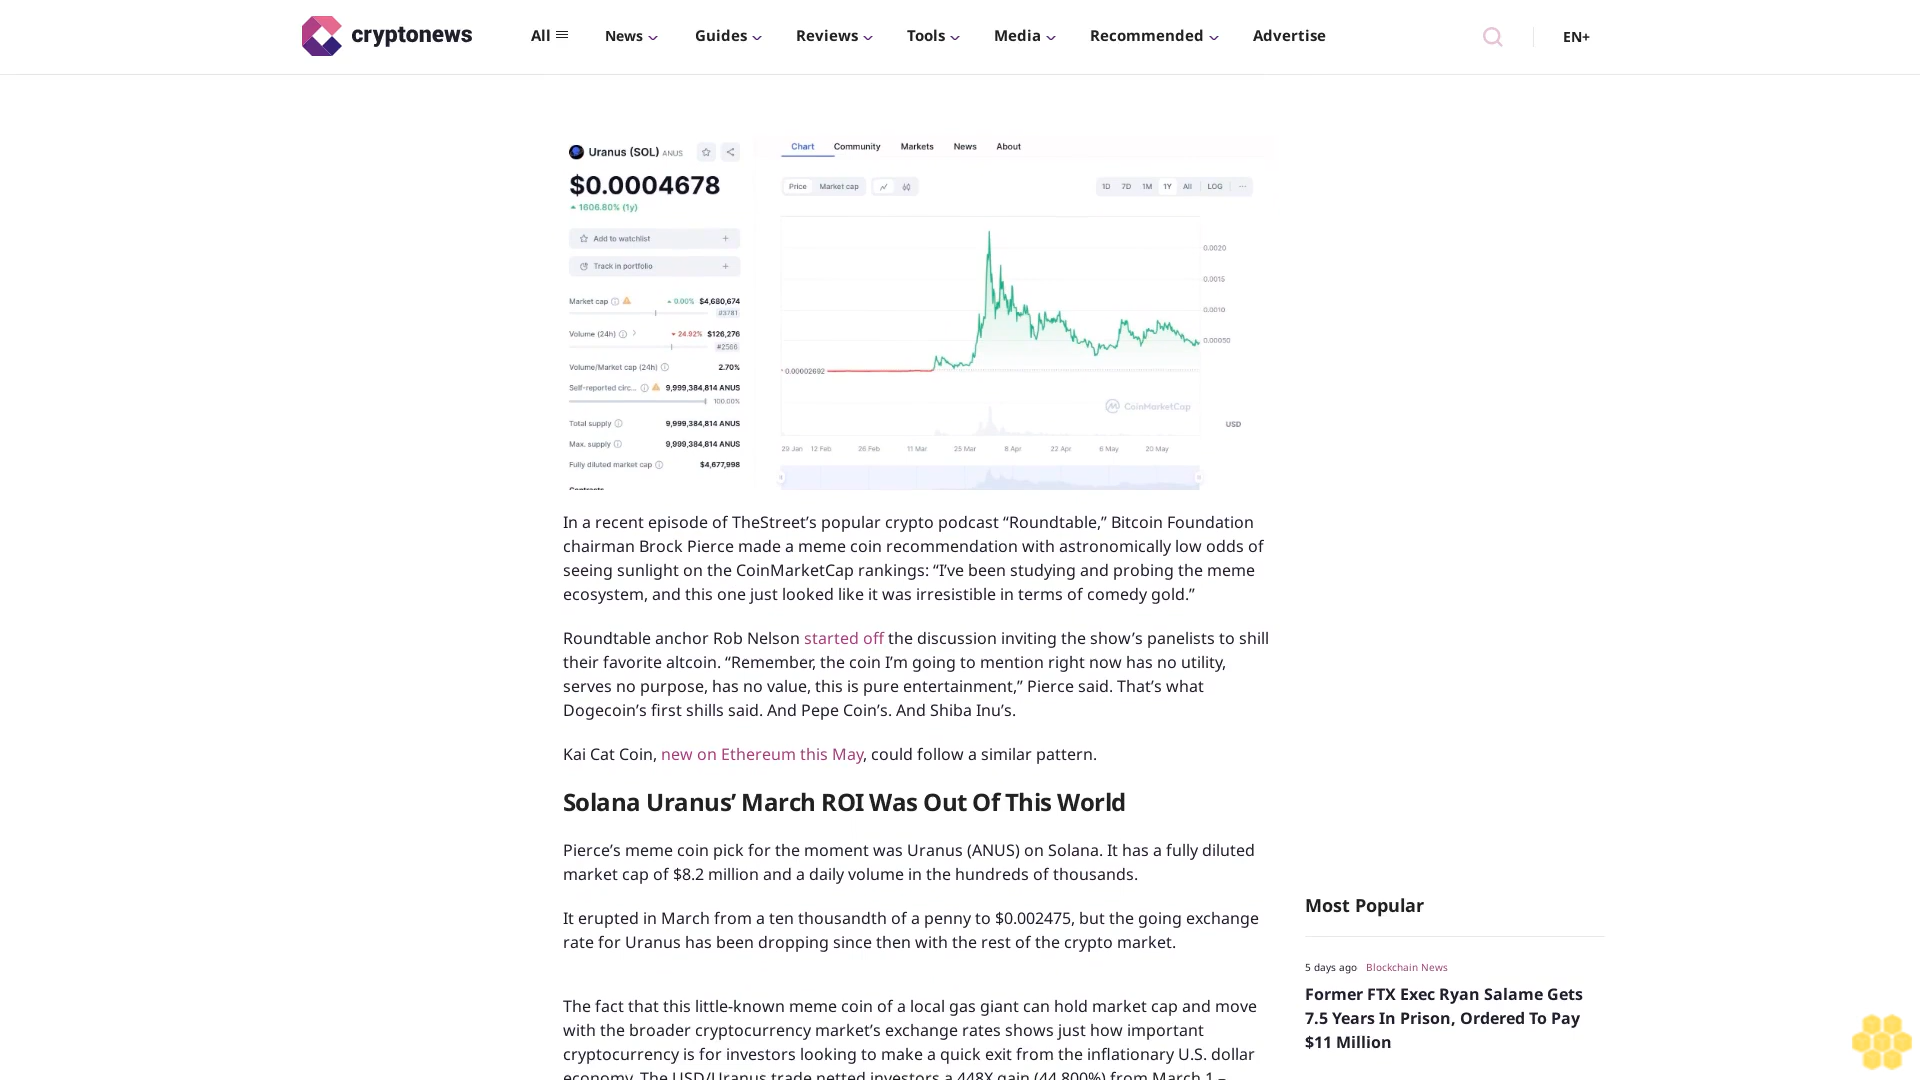 cryptonews
All
News
Guides
Reviews
Tools
Media
Recommended
Advertise
EN+
Uranus (SOL) ANUS
$0.0004678
1606.80% (1y)
Add to watchlist +
Track in portfolio +
Market cap 0.00% $4,680,674
#3781
Volume (24h) 24.92% $126,276
#2566
Volume/Market cap (24h) 2.70%
Self-reported circ... 9,999,384,814 ANUS
100.00%
Total supply 9,999,384,814 ANUS
Max. supply 9,999,384,814 ANUS
Fully diluted market cap $4,677,998
Chart Community Markets News About
Price Market cap
1D 7D 1M 1Y All LOG ...
0.0020
0.0015
0.0010
0.00050
0.00002692
CoinMarketCap
USD
29 Jan 12 Feb 26 Feb 11 Mar 25 Mar 8 Apr 22 Apr 6 May 20 May
In a recent episode of TheStreet’s popular crypto podcast “Roundtable,” Bitcoin Foundation
chairman Brock Pierce made a meme coin recommendation with astronomically low odds of
seeing sunlight on the CoinMarketCap rankings: “I’ve been studying and probing the meme
ecosystem, and this one just looked like it was irresistible in terms of comedy gold.”
Roundtable anchor Rob Nelson started off the discussion inviting the show’s panelists to shill
their favorite altcoin. “Remember, the coin I’m going to mention right now has no utility,
serves no purpose, has no value, this is pure entertainment,” Pierce said. That’s what
Dogecoin’s first shills said. And Pepe Coin’s. And Shiba Inu’s.
Kai Cat Coin, new on Ethereum this May, could follow a similar pattern.
Solana Uranus’ March ROI Was Out Of This World
Pierce’s meme coin pick for the moment was Uranus (ANUS) on Solana. It has a fully diluted
market cap of $8.2 million and a daily volume in the hundreds of thousands.
It erupted in March from a ten thousandth of a penny to $0.002475, but the going exchange
rate for Uranus has been dropping since then with the rest of the crypto market.
The fact that this little-known meme coin of a local gas giant can hold market cap and move
with the broader cryptocurrency market’s exchange rates shows just how important
cryptocurrency is for investors looking to make a quick exit from the inflationary U.S. dollar
economy. The USD/Uranus trade netted investors a 448X gain (44,800%) from March 1 –
Most Popular
5 days ago Blockchain News
Former FTX Exec Ryan Salame Gets
7.5 Years In Prison, Ordered To Pay
$11 Million